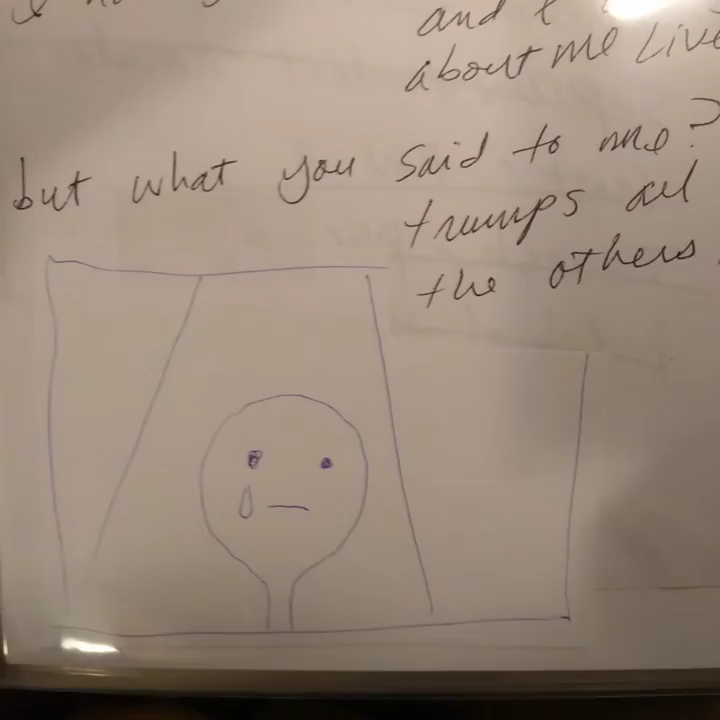 and
about me Live
but what you said to me?
trumps all
the others